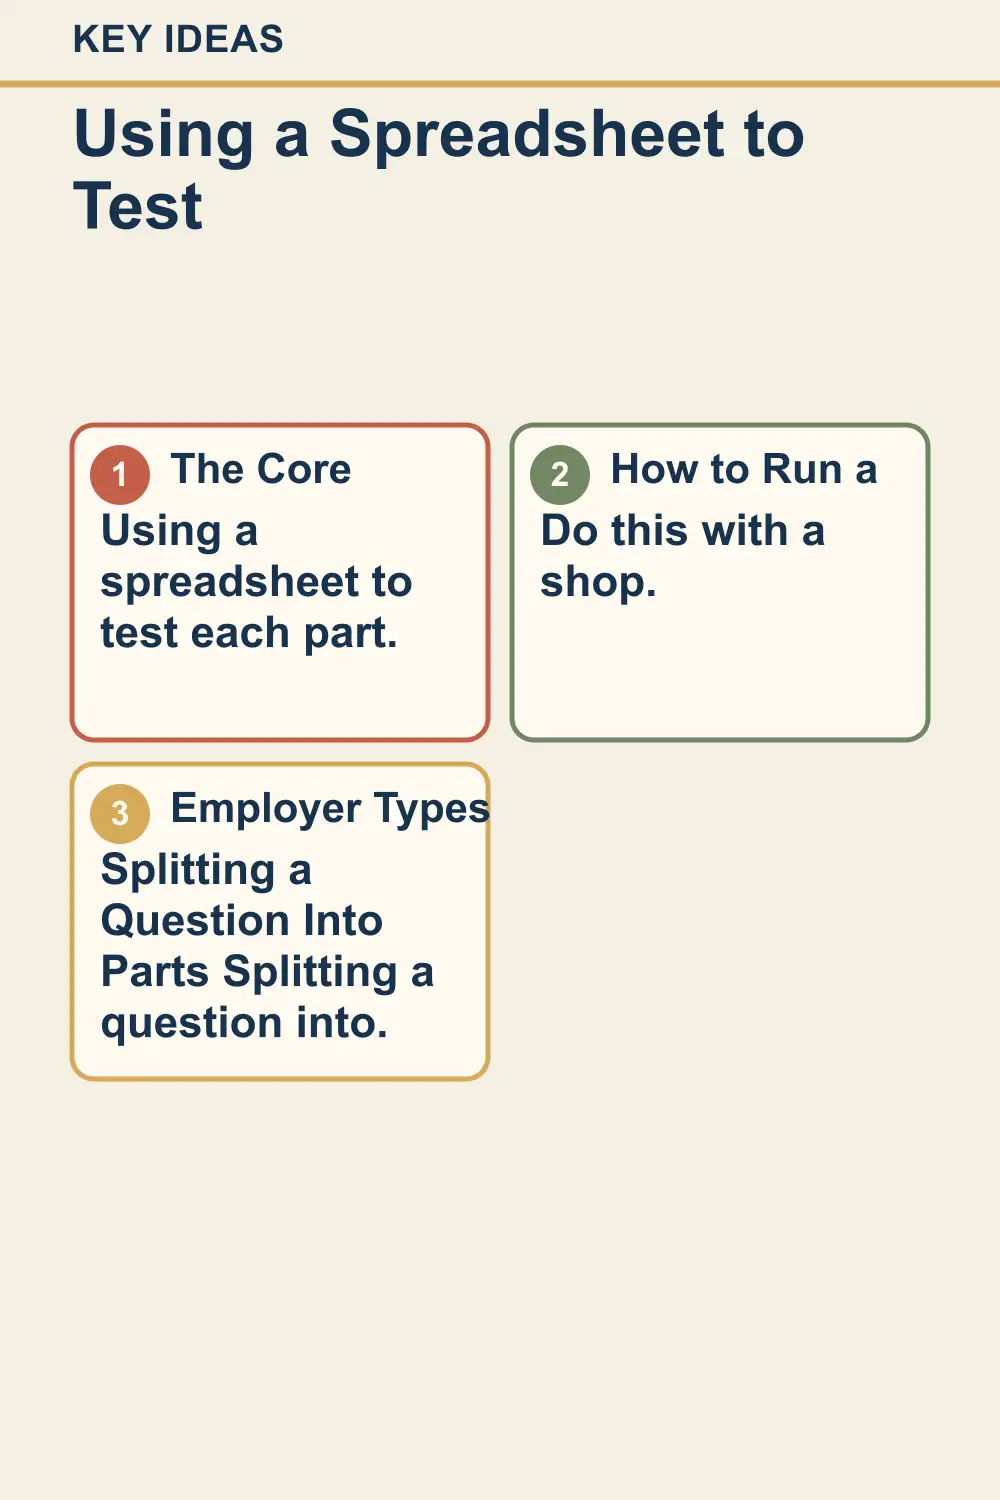 KEY IDEAS
Using a Spreadsheet to
Test
1 The Core
Using a
spreadsheet to
test each part.
2 How to Run a
Do this with a
shop.
3 Employer Types
Splitting a
Question Into
Parts Splitting a
question into.